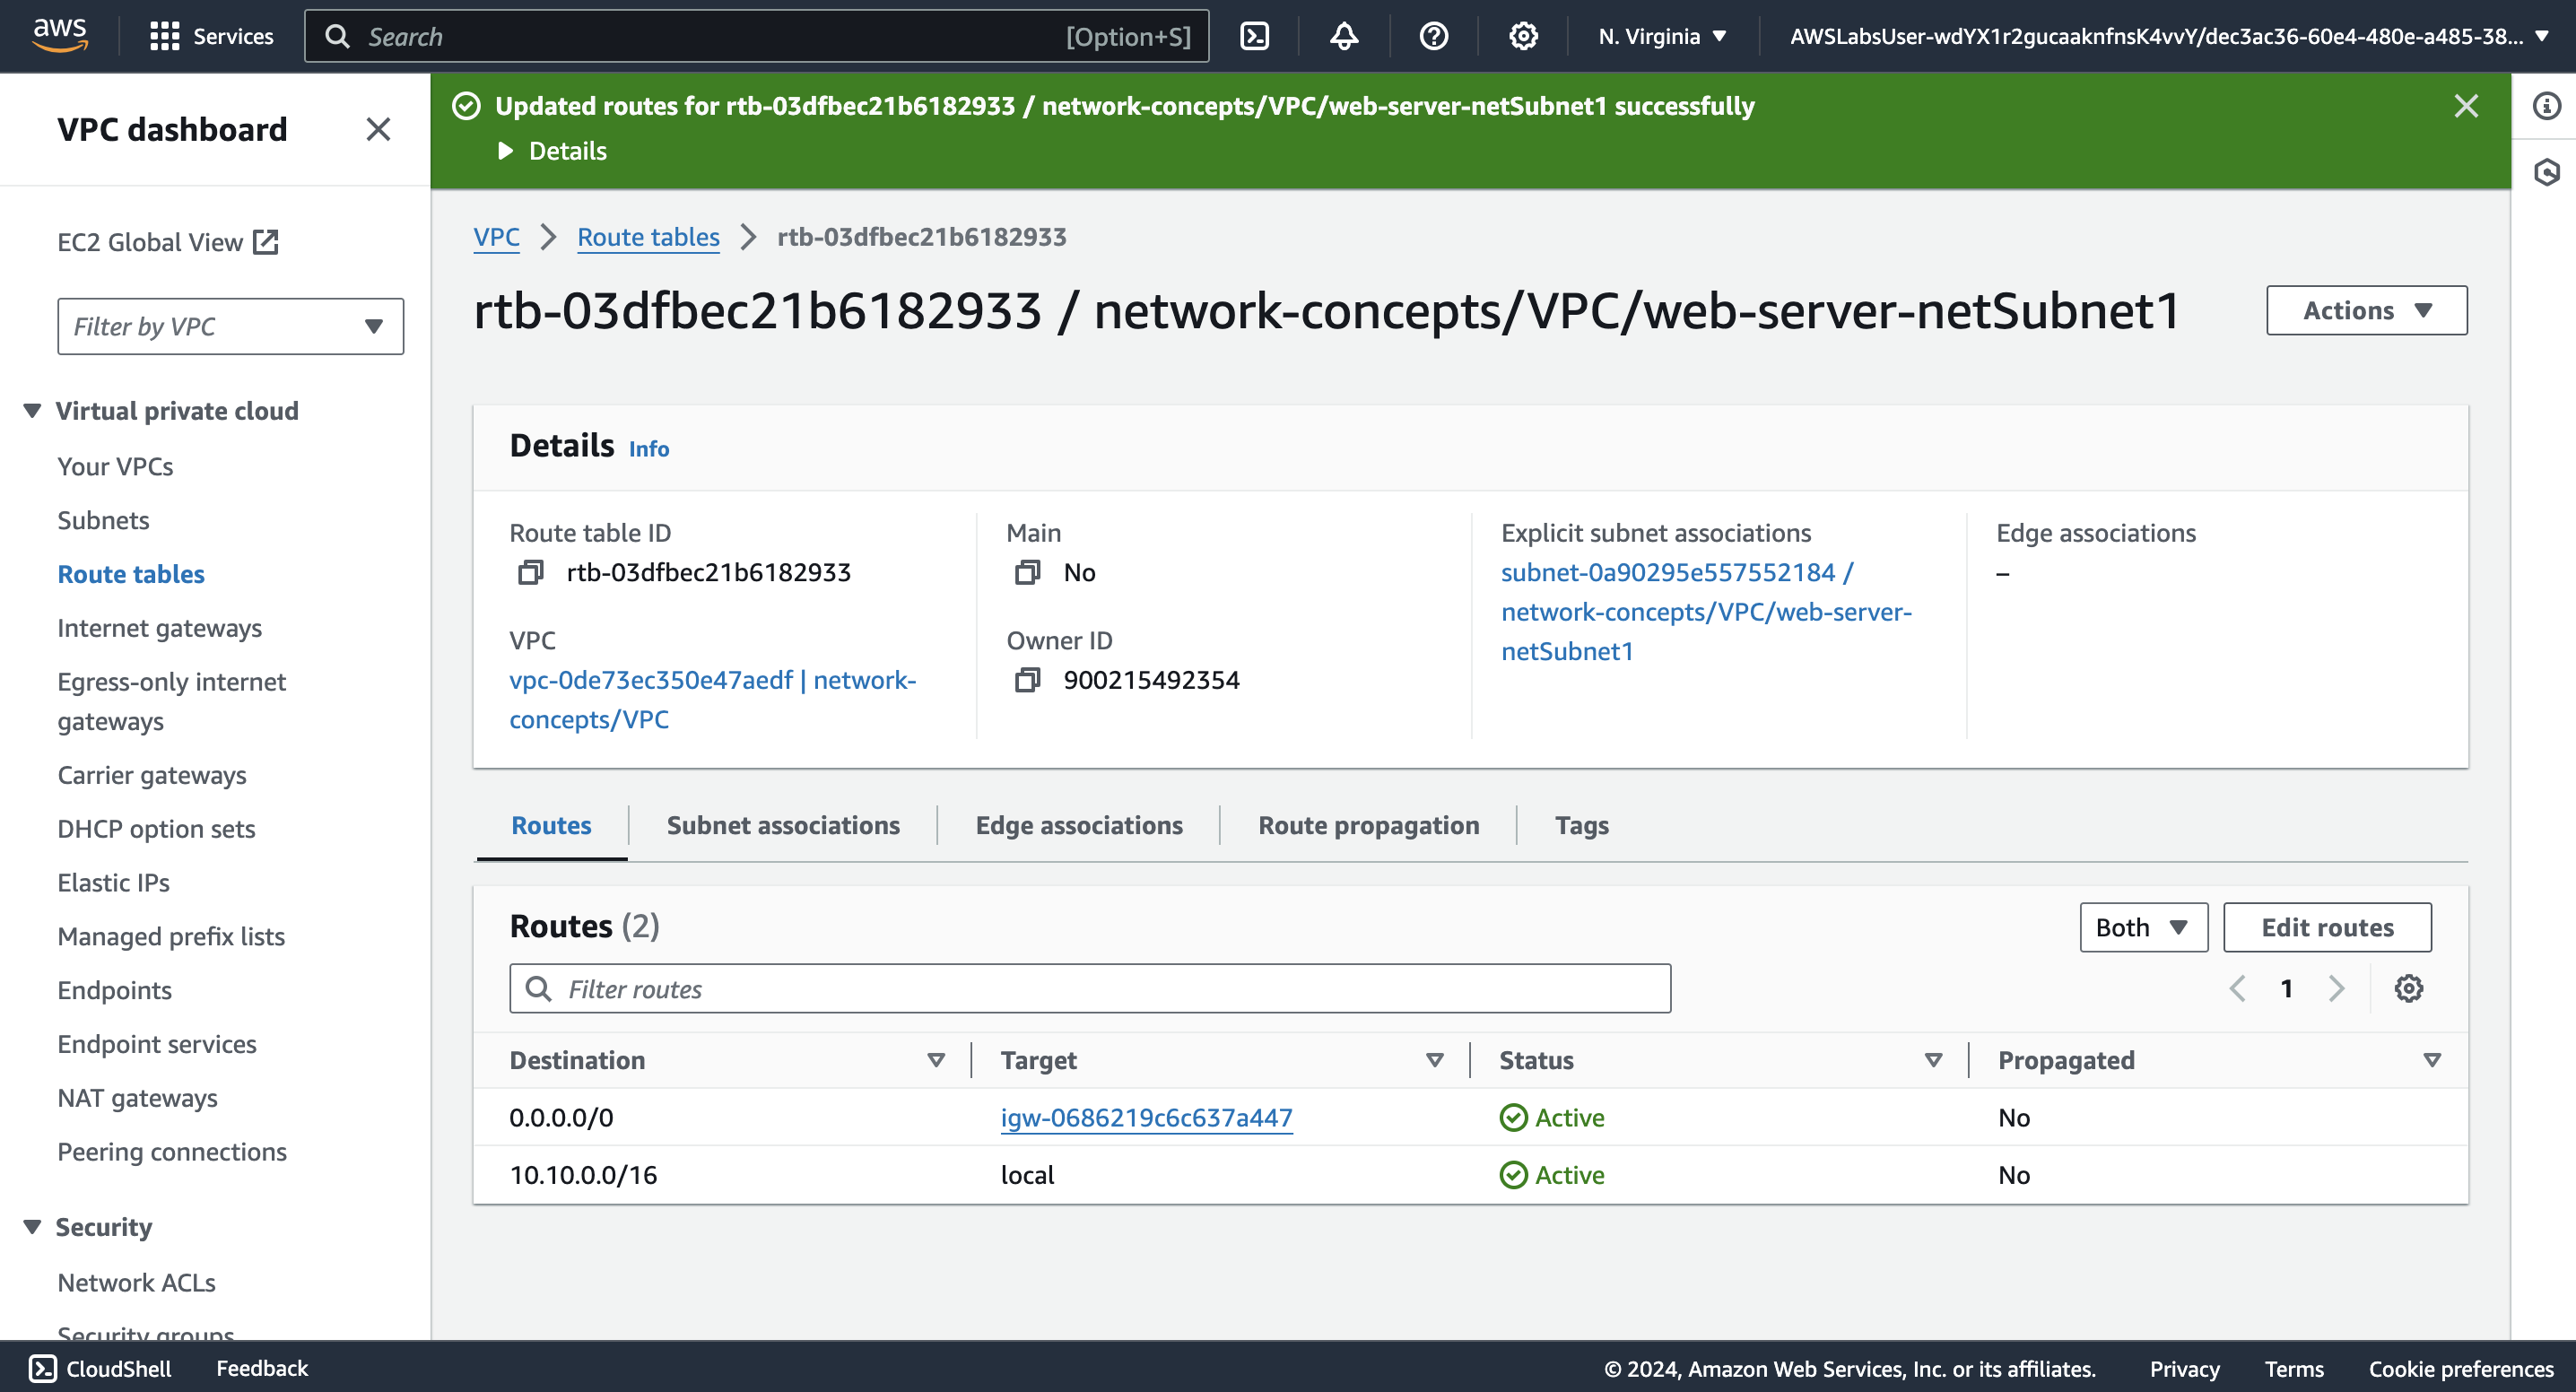 aws
Services
Search
[Option+S]
N. Virginia
AWSLabsUser-wdYX1r2gucaaknfnsK4vvY/dec3ac36-60e4-480e-a485-38...
VPC dashboard
EC2 Global View
Filter by VPC
Virtual private cloud
Your VPCs
Subnets
Route tables
Internet gateways
Egress-only internet
gateways
Carrier gateways
DHCP option sets
Elastic IPs
Managed prefix lists
Endpoints
Endpoint services
NAT gateways
Peering connections
Security
Network ACLs
Security groups
Updated routes for rtb-03dfbec21b6182933 / network-concepts/VPC/web-server-netSubnet1 successfully
Details
VPC
Route tables
rtb-03dfbec21b6182933
rtb-03dfbec21b6182933 / network-concepts/VPC/web-server-netSubnet1
Actions
Details Info
Route table ID
rtb-03dfbec21b6182933
VPC
vpc-0de73ec350e47aedf | network-
concepts/VPC
Main
No
Owner ID
900215492354
Explicit subnet associations
subnet-0a90295e557552184 /
network-concepts/VPC/web-server-
netSubnet1
Edge associations
–
Routes
Subnet associations
Edge associations
Route propagation
Tags
Routes (2)
Both
Edit routes
Filter routes
1
Destination Target Status Propagated
0.0.0.0/0 igw-0686219c6c637a447 Active No
10.10.0.0/16 local Active No
CloudShell
Feedback
© 2024, Amazon Web Services, Inc. or its affiliates.
Privacy
Terms
Cookie preferences